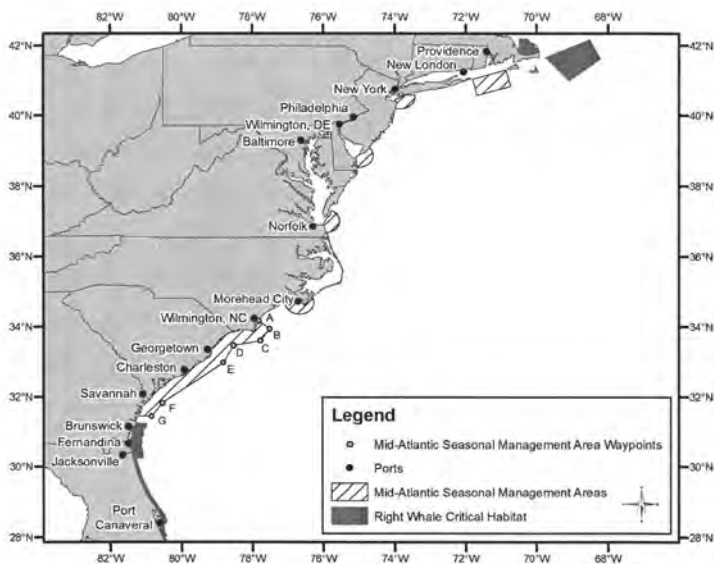 82°W 80°W 78°W 76°W 74°W 72°W 70°W 68°W
42°N 42°N
Providence
New London
New York
40°N 40°N
Philadelphia
Wilmington, DE
Baltimore
38°N 38°N
Norfolk
36°N 36°N
Morehead City
Wilmington, NC A
34°N 34°N
B
C
Georgetown D
Charleston E
32°N 32°N
Savannah F
G
Brunswick
Fernandina
30°N 30°N
Jacksonville
Port
Canaveral
28°N 28°N
Legend
Mid-Atlantic Seasonal Management Area Waypoints
Ports
Mid-Atlantic Seasonal Management Areas
Right Whale Critical Habitat
82°W 80°W 78°W 76°W 74°W 72°W 70°W 68°W